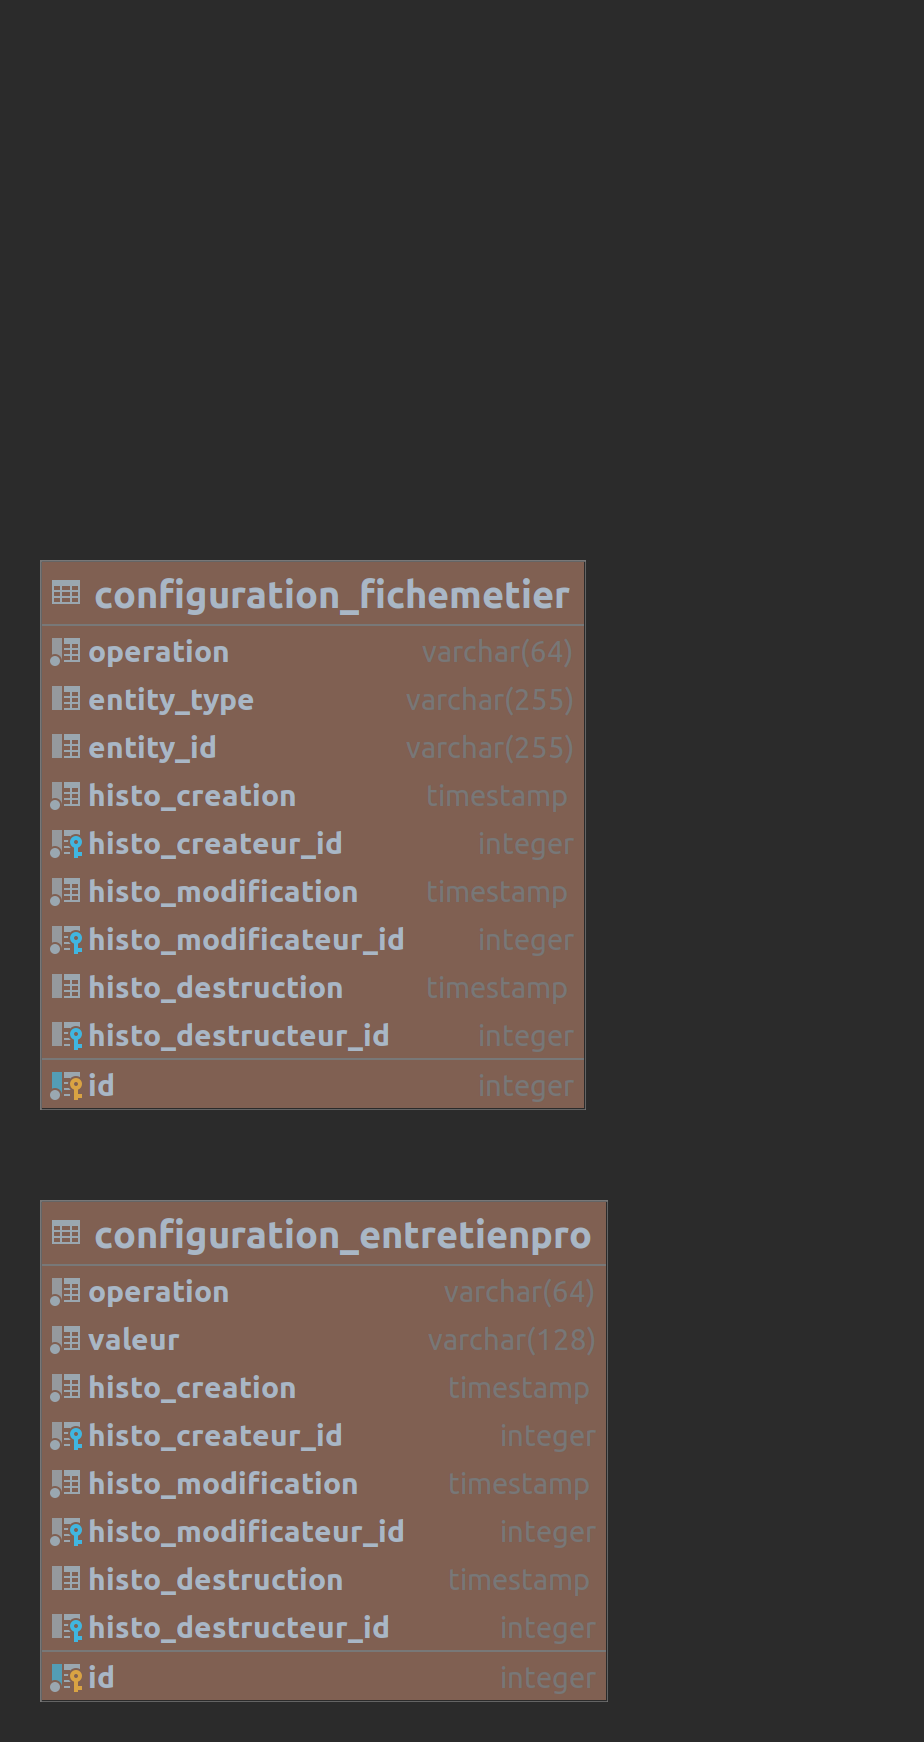 configuration_fichemetier
operation varchar(64)
entity_type varchar(255)
entity_id varchar(255)
histo_creation timestamp
histo_createur_id integer
histo_modification timestamp
histo_modificateur_id integer
histo_destruction timestamp
histo_destructeur_id integer
id integer
configuration_entretienpro
operation varchar(64)
valeur varchar(128)
histo_creation timestamp
histo_createur_id integer
histo_modification timestamp
histo_modificateur_id integer
histo_destruction timestamp
histo_destructeur_id integer
id integer